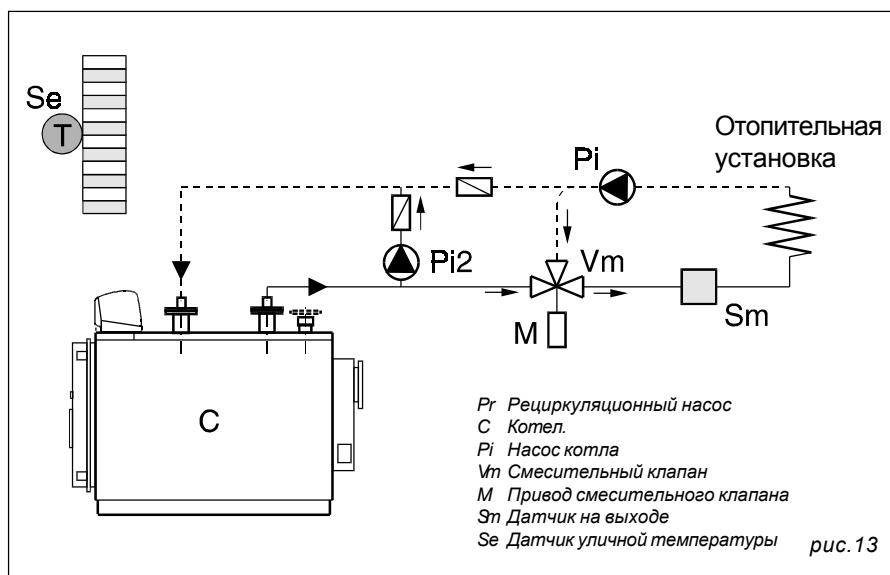 Se
T
Отопительная
установка
Pi
Pi2
Vm
Sm
M
C
Pr Рециркуляционный насос
C Котел.
Pi Насос котла
Vm Смесительный клапан
M Привод смесительного клапана
Sm Датчик на выходе
Se Датчик уличной температуры
рис.13